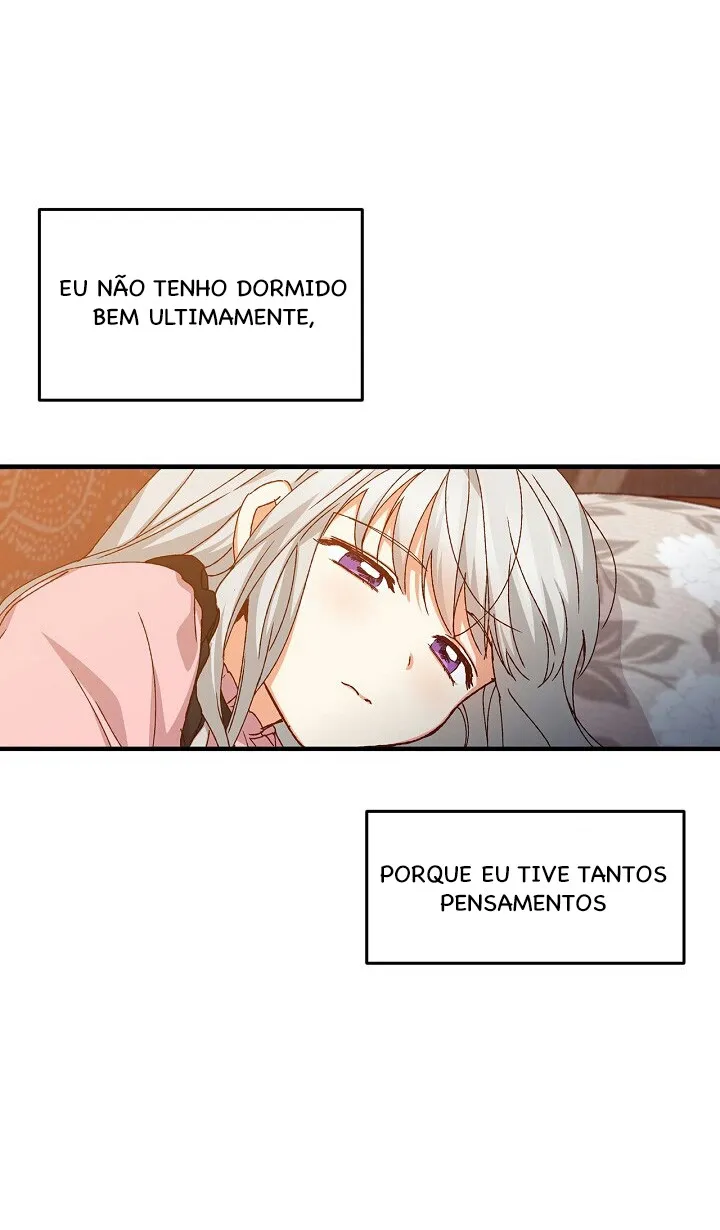 EU NÃO TENHO DORMIDO
BEM ULTIMAMENTE,
PORQUE EU TIVE TANTOS
PENSAMENTOS